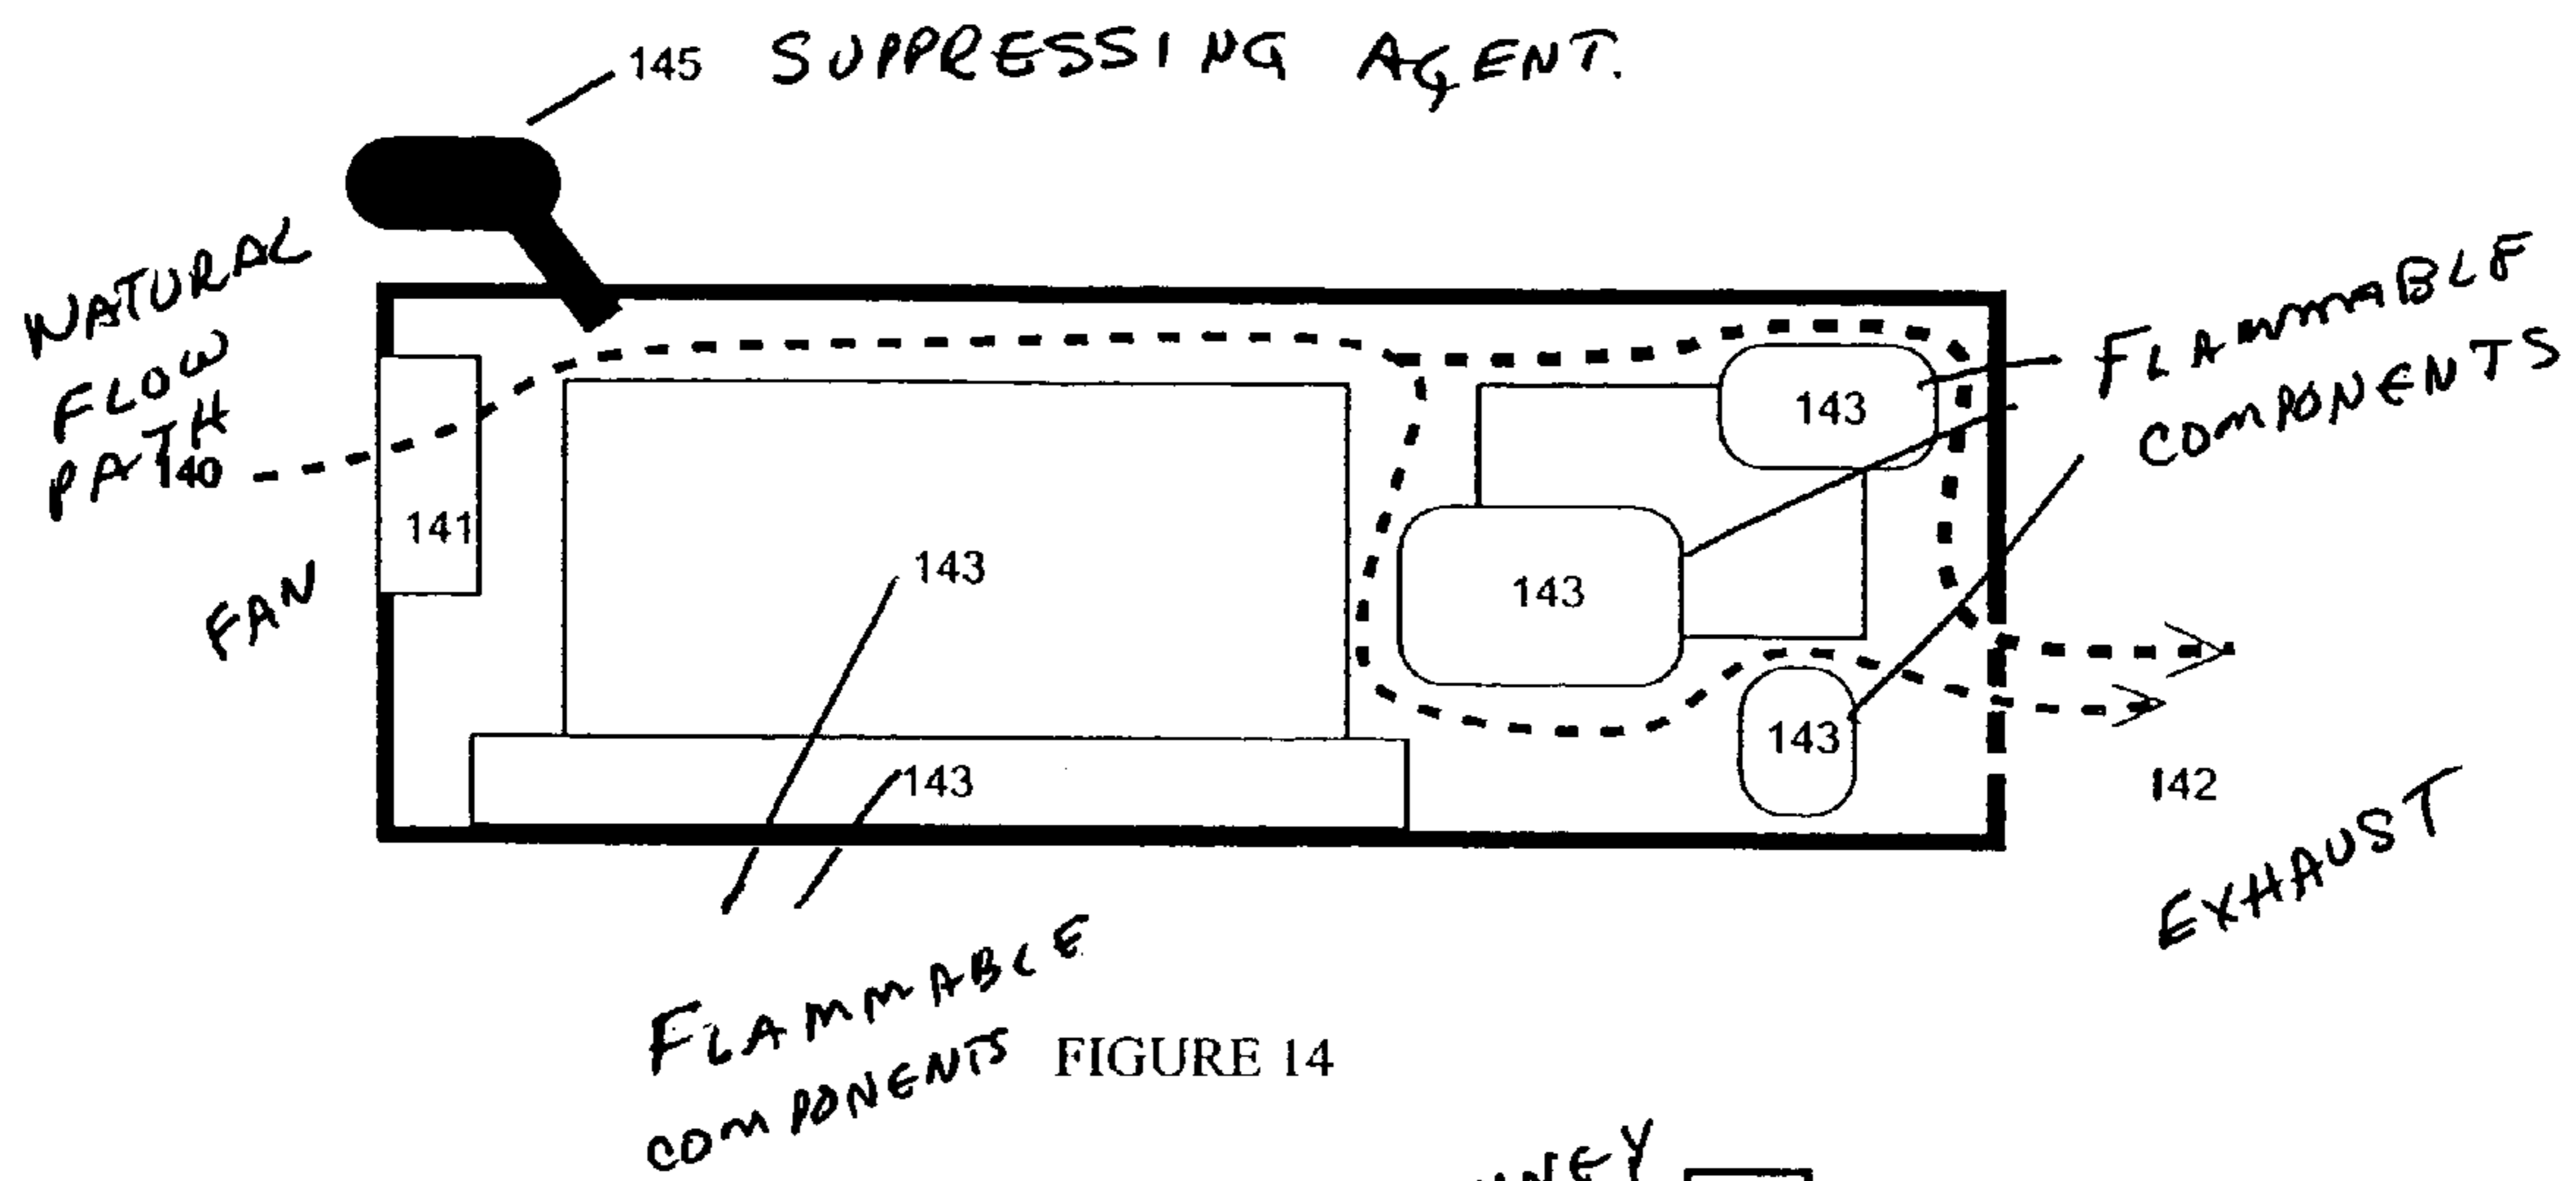 145 SUPPRESSING AGENT.
NATURAL
FLOW
PATH
140
141
FAN
143
143
143
143
143
FLAMMABLE
COMPONENTS
142
EXHAUST
FLAMMABLE
COMPONENTS
FIGURE 14